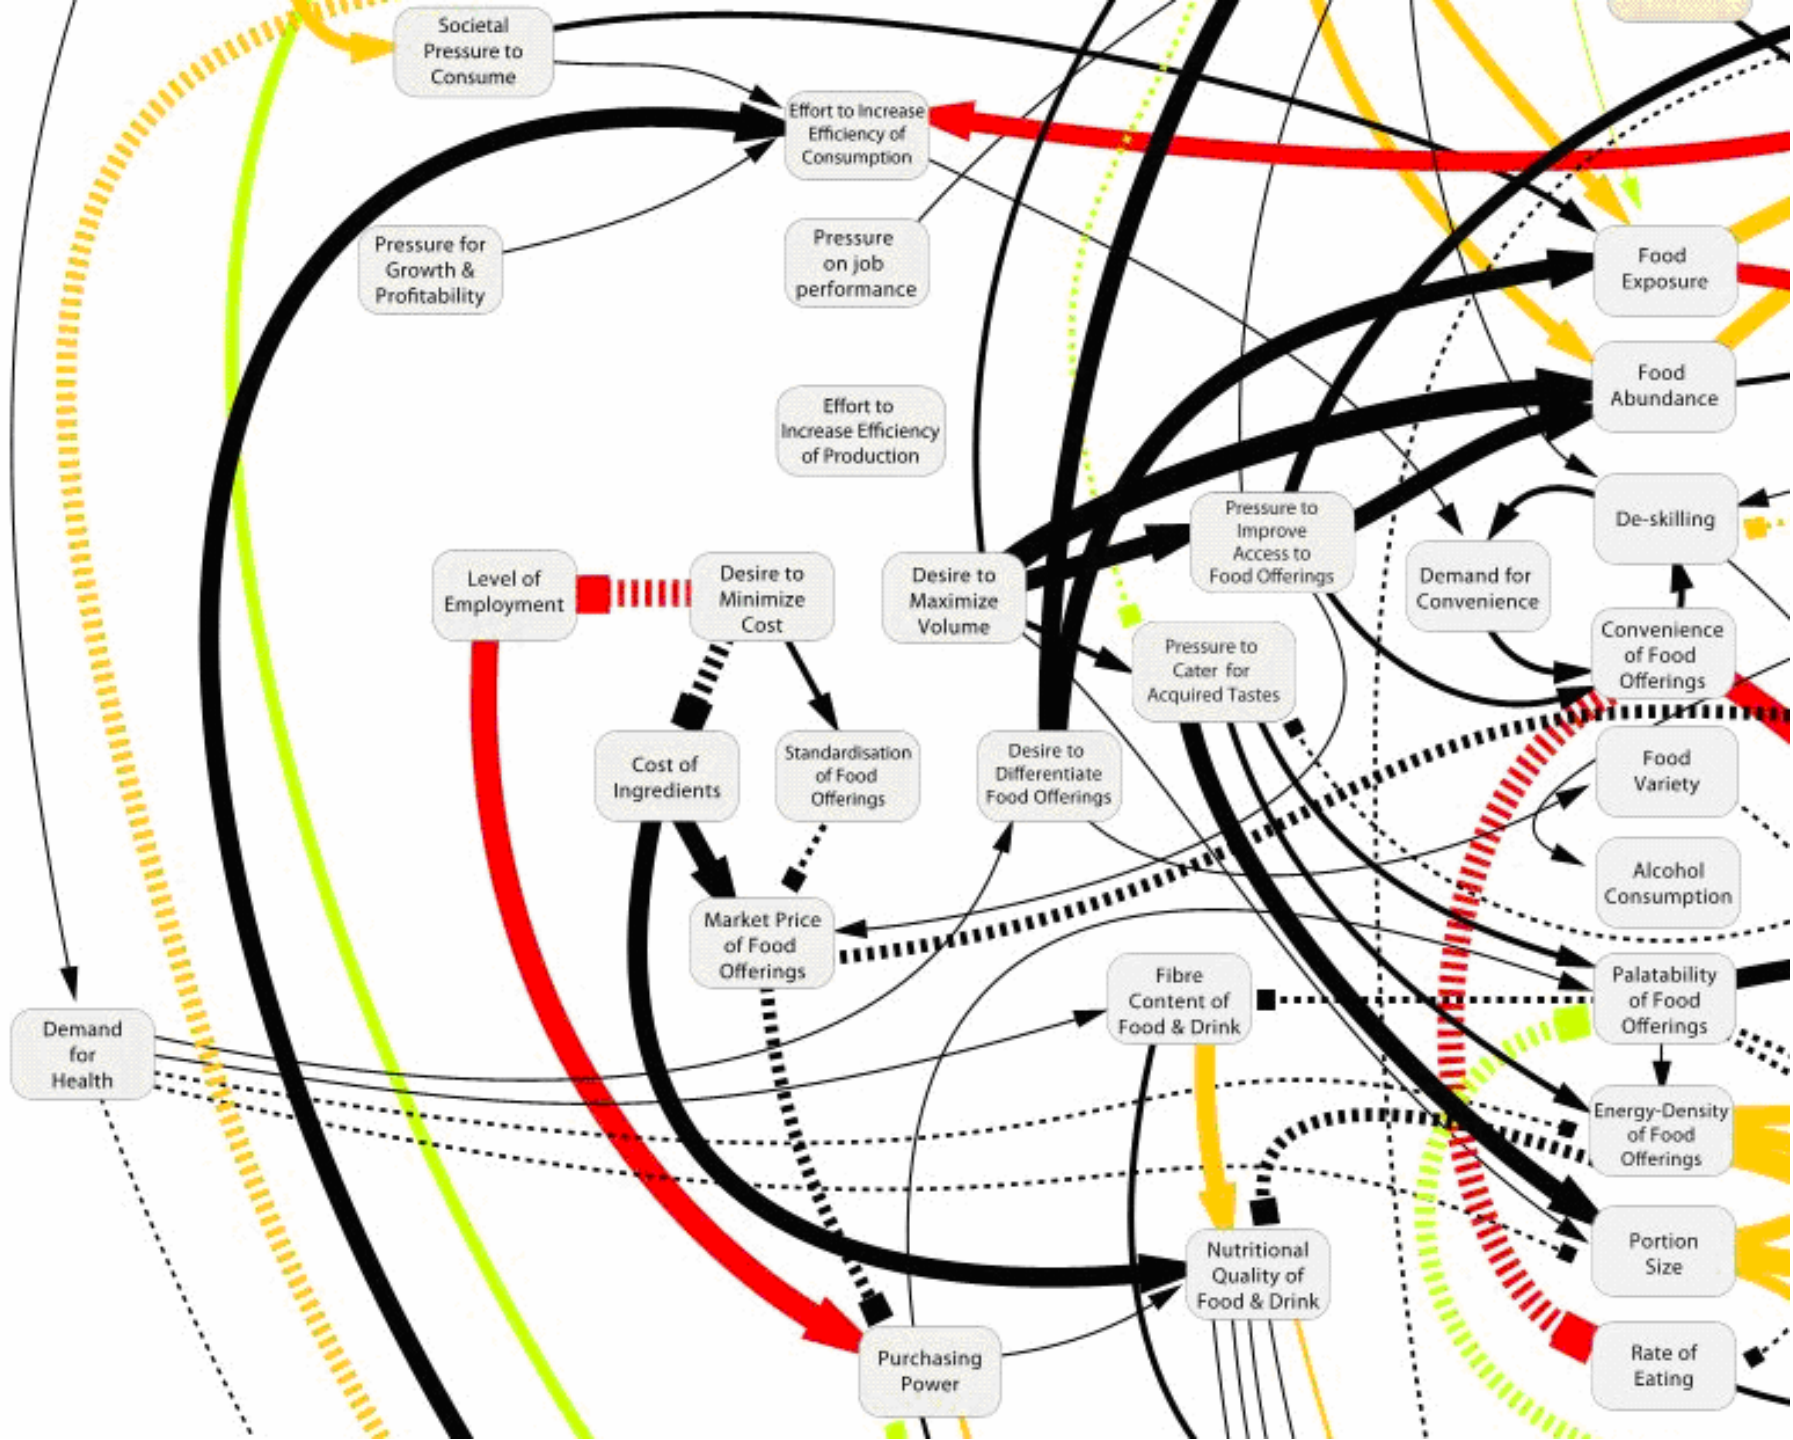 Societal
Pressure to
Consume
Effort to Increase
Efficiency of
Consumption
Pressure for
Growth &
Profitability
Pressure
on job
performance
Food
Exposure
Food
Abundance
Effort to
Increase Efficiency
of Production
De-skilling
Pressure to
Improve
Access to
Food Offerings
Level of
Employment
Desire to
Minimize
Cost
Desire to
Maximize
Volume
Demand for
Convenience
Convenience
of Food
Offerings
Pressure to
Cater for
Acquired Tastes
Cost of
Ingredients
Standardisation
of Food
Offerings
Desire to
Differentiate
Food Offerings
Food
Variety
Alcohol
Consumption
Market Price
of Food
Offerings
Fibre
Content of
Food & Drink
Palatability
of Food
Offerings
Demand
for
Health
Energy-Density
of Food
Offerings
Nutritional
Quality of
Food & Drink
Portion
Size
Purchasing
Power
Rate of
Eating